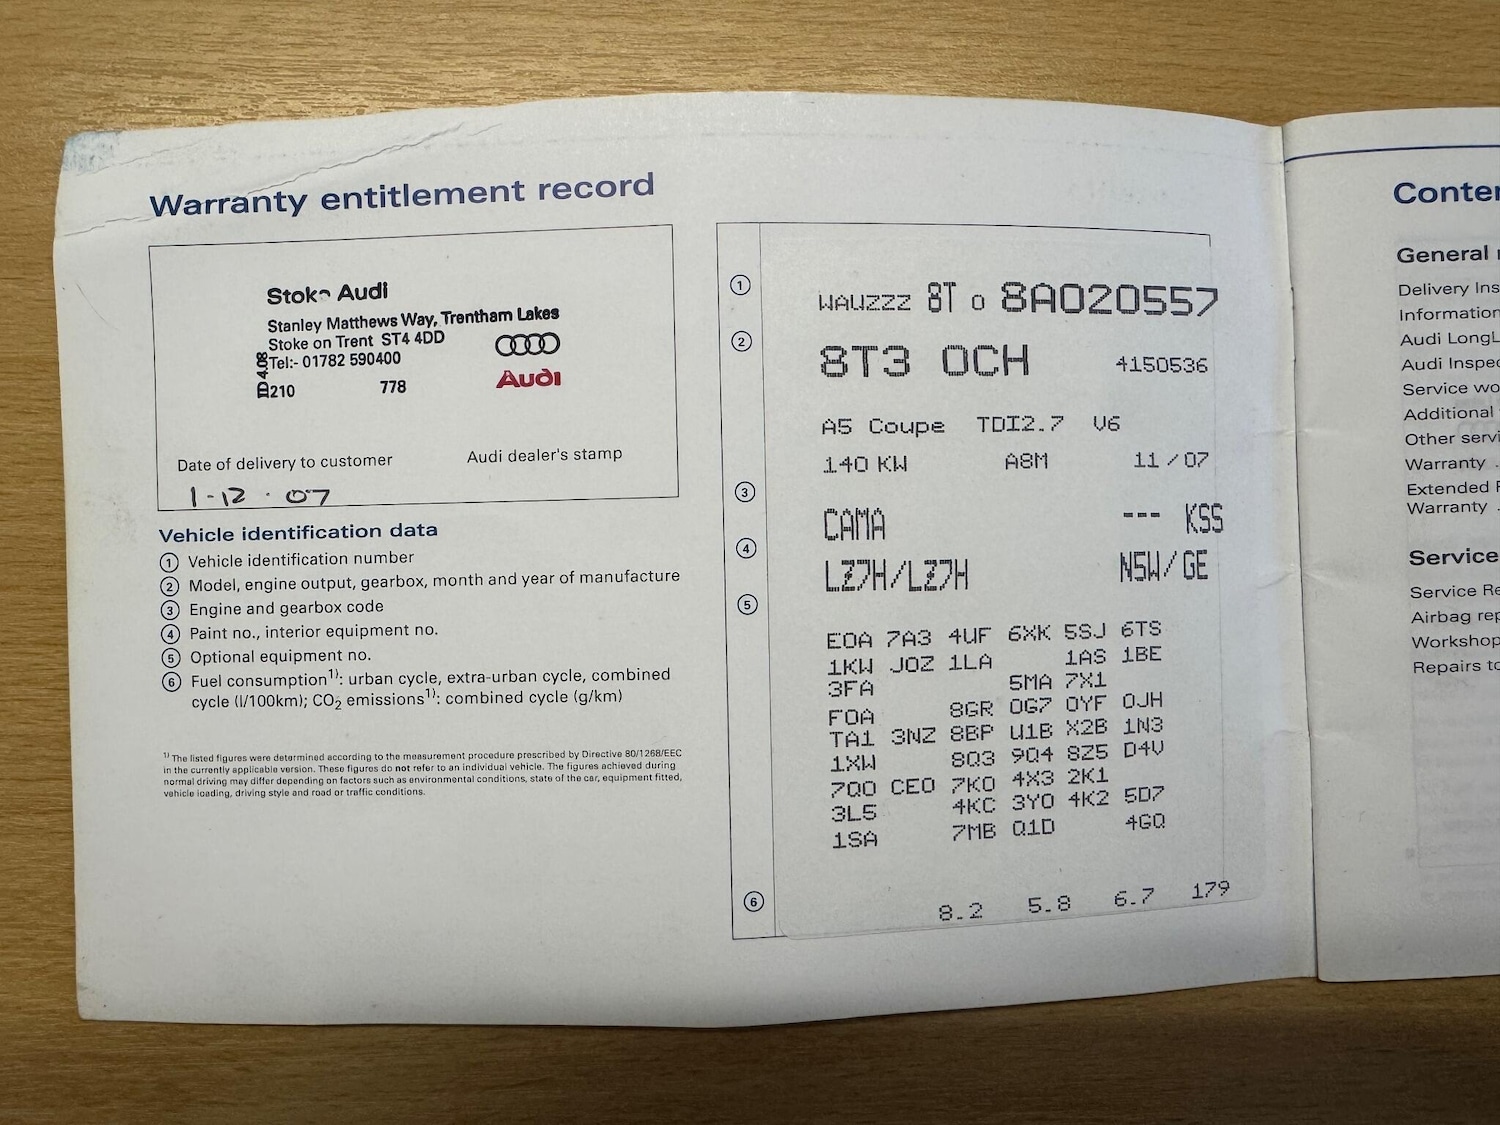 Warranty entitlement record
Stoke Audi
Stanley Matthews Way, Trentham Lakes
Stoke on Trent ST4 4DD
Tel:- 01782 590400
210 778
Audi
Date of delivery to customer
Audi dealer's stamp
1-12.07
Vehicle identification data
1 Vehicle identification number
2 Model, engine output, gearbox, month and year of manufacture
3 Engine and gearbox code
4 Paint no., interior equipment no.
5 Optional equipment no.
6 Fuel consumption1): urban cycle, extra-urban cycle, combined
cycle (l/100km); CO2 emissions1): combined cycle (g/km)
1) The listed figures were determined according to the measurement procedure prescribed by Directive 80/1268/EEC
in the currently applicable version. These figures do not refer to an individual vehicle. The figures achieved during
normal driving may differ depending on factors such as environmental conditions, state of the car, equipment fitted,
vehicle loading, driving style and road or traffic conditions.
1 WAUZZZ 8T 0 8A020557
2 8T3 0CH 4150536
A5 Coupe TDI2.7 V6
140 KW A8M 11/07
3 CAMA --- KSS
4 LZ7H/LZ7H N5W/GE
5
E0A 7A3 4UF 6XK 5SJ 6TS
1KW J0Z 1LA 1AS 1BE
3FA 5MA 7X1
F0A 8GR 0G7 0YF 0JH
TA1 3NZ 8BP U1B X2B 1N3
1XW 8Q3 9Q4 8Z5 D4V
7Q0 CE0 7K0 4X3 2K1
3L5 4KC 3Y0 4K2 5D7
1SA 7MB Q1D 4GQ
6 8.2 5.8 6.7 179
Conte
General
Delivery Ins
Information
Audi LongL
Audi Inspec
Service wo
Additional
Other servi
Warranty .
Extended
Warranty .
Service
Service Re
Airbag rep
Workshop
Repairs to